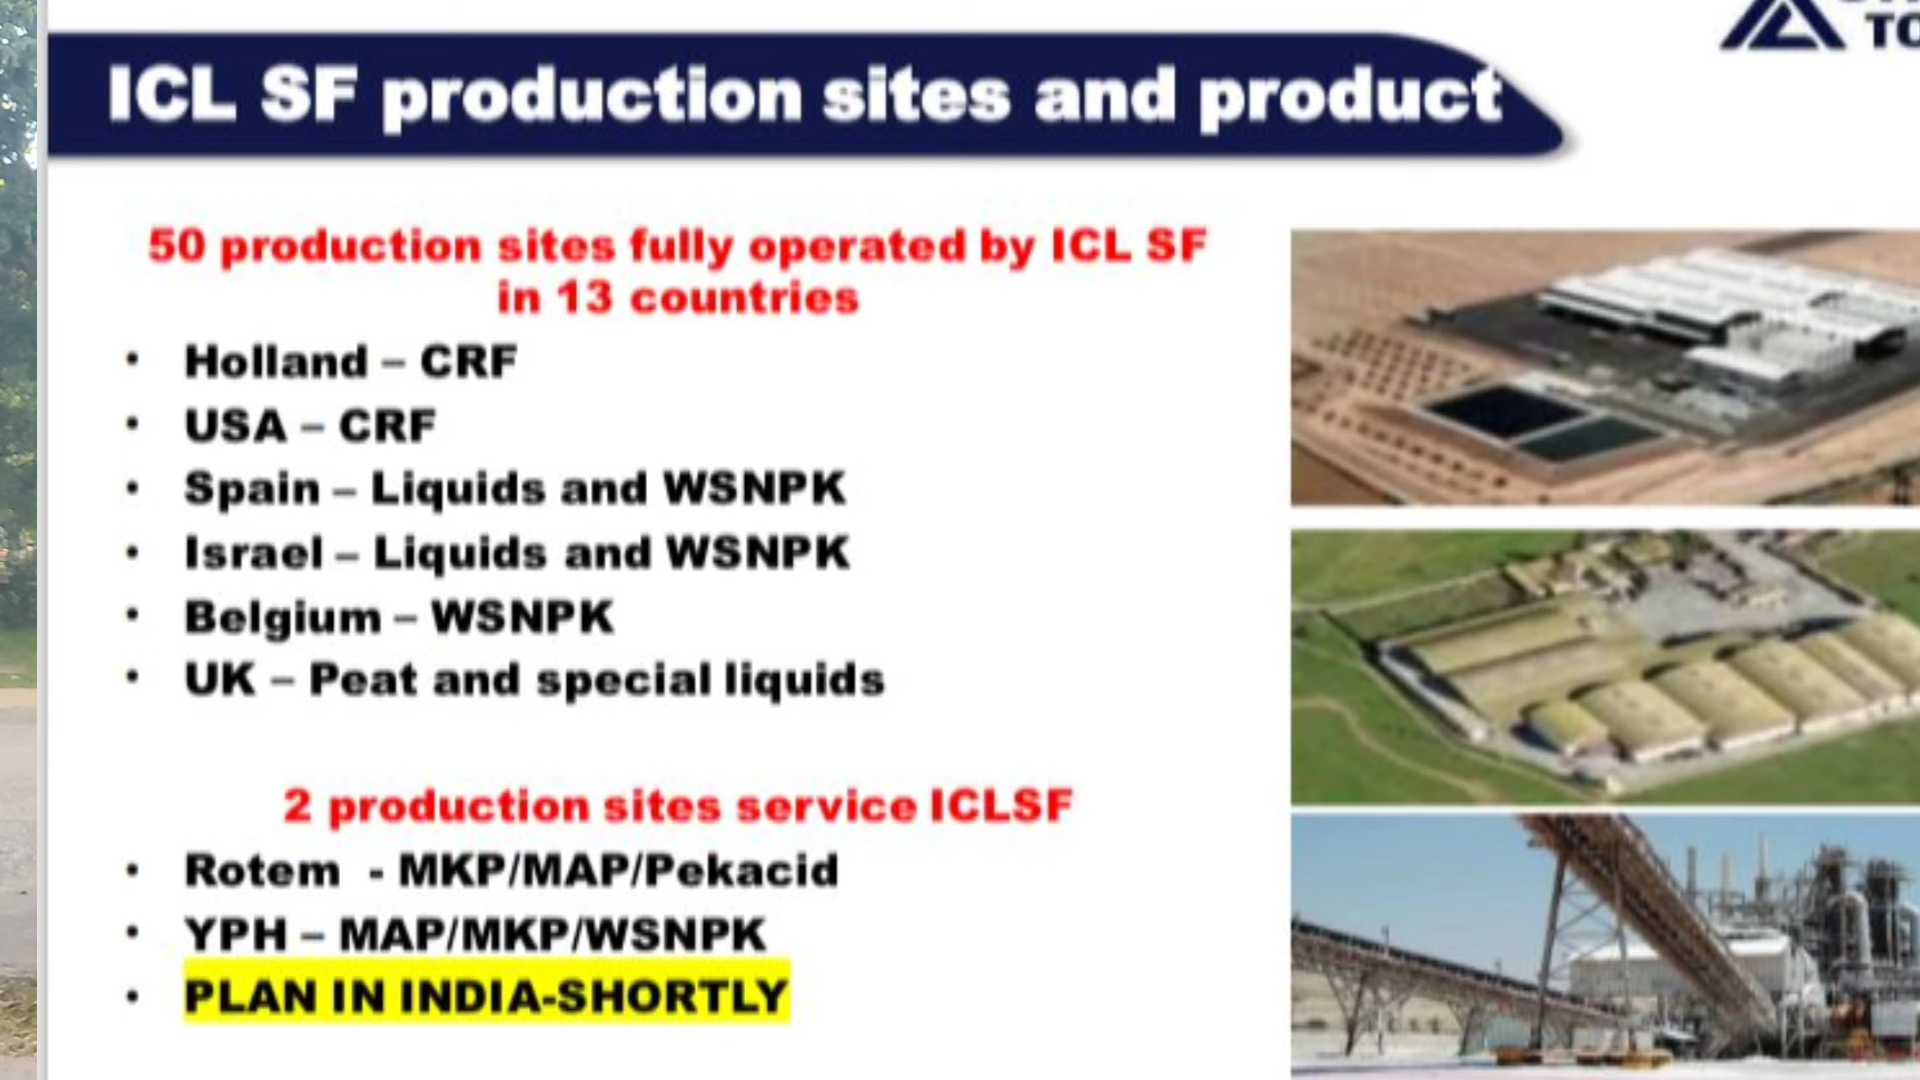 ICL SF production sites and product
50 production sites fully operated by ICL SF
in 13 countries
• Holland – CRF
• USA – CRF
• Spain – Liquids and WSNPK
• Israel – Liquids and WSNPK
• Belgium – WSNPK
• UK – Peat and special liquids
2 production sites service ICLSF
• Rotem - MKP/MAP/Pekacid
• YPH – MAP/MKP/WSNPK
• PLAN IN INDIA-SHORTLY